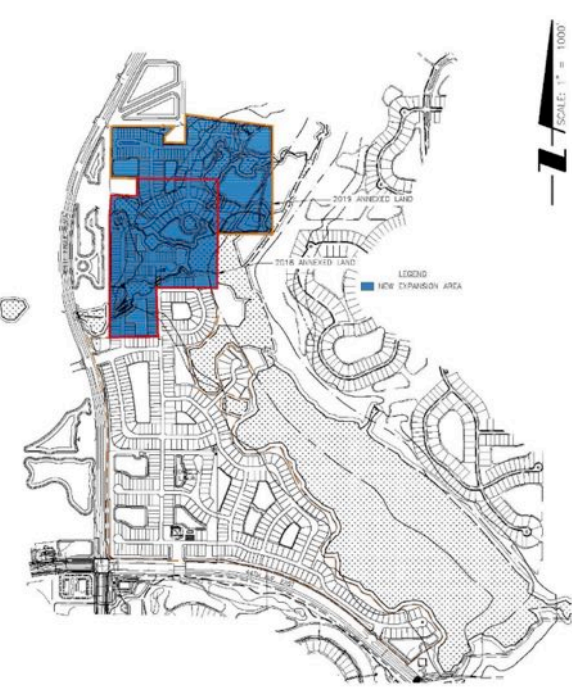 SCALE: 1" = 1000'
2019 ANNEXED LAND
2018 ANNEXED LAND
LEGEND
NEW EXPANSION AREA